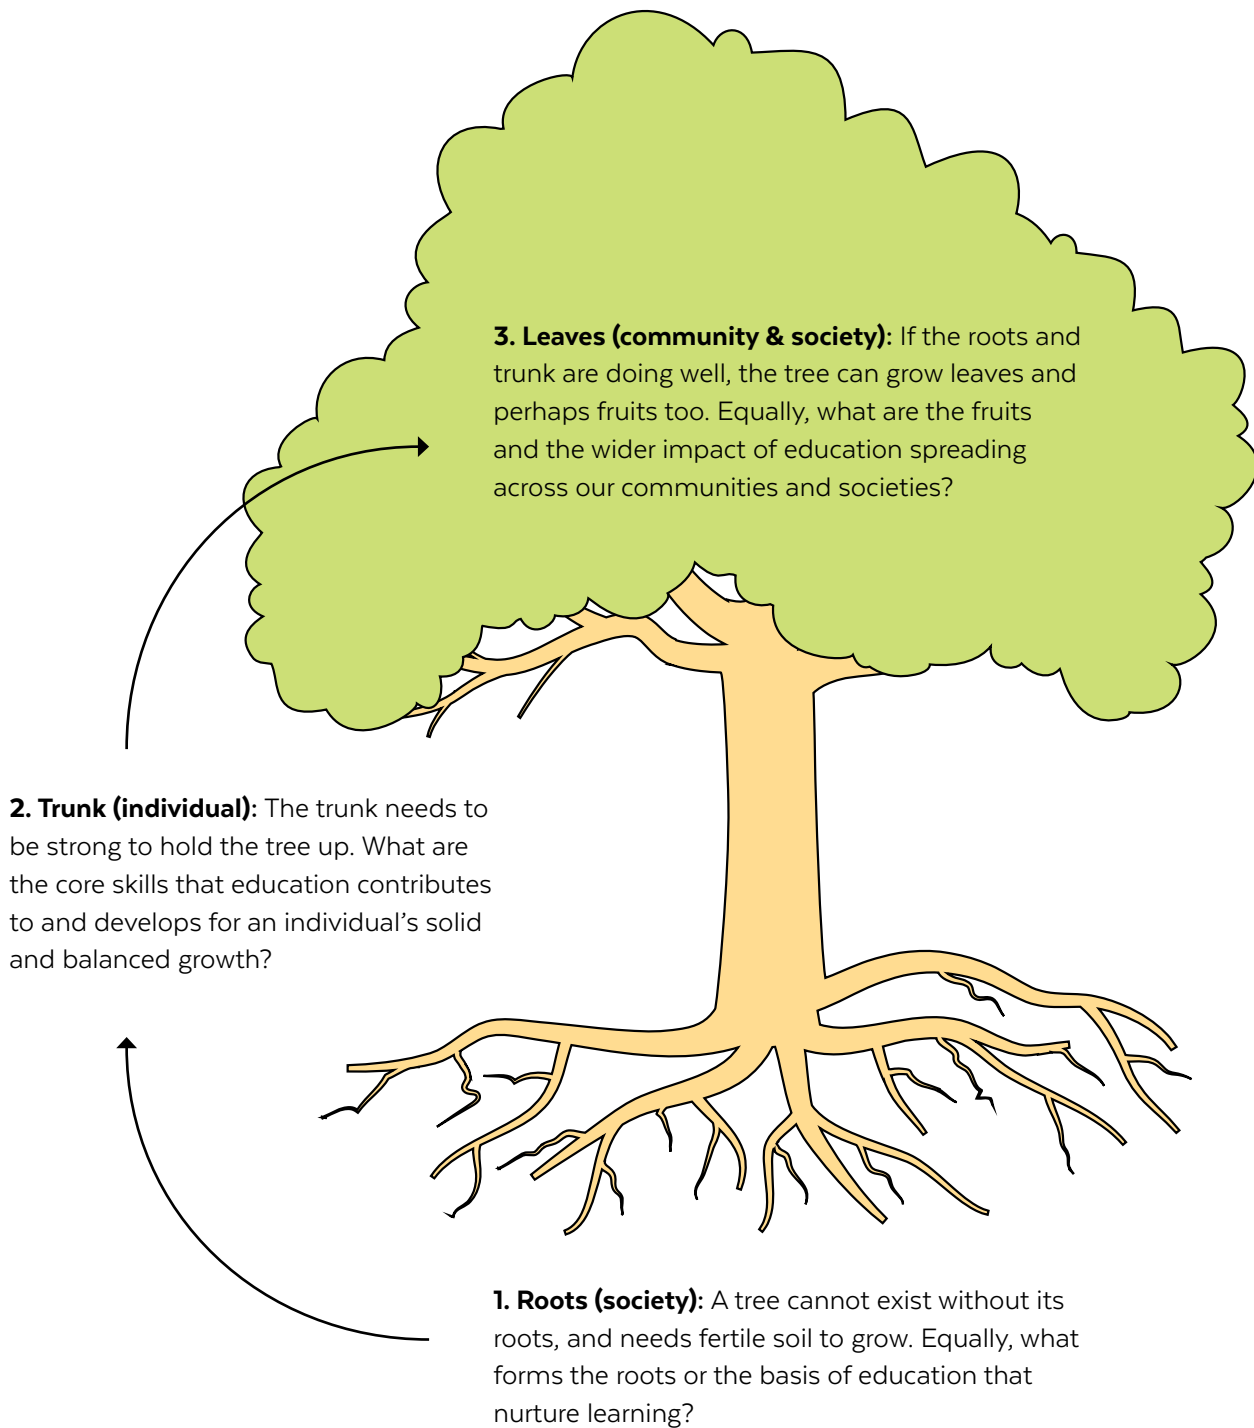 3. Leaves (community & society): If the roots and
trunk are doing well, the tree can grow leaves and
perhaps fruits too. Equally, what are the fruits
and the wider impact of education spreading
across our communities and societies?
2. Trunk (individual): The trunk needs to
be strong to hold the tree up. What are
the core skills that education contributes
to and develops for an individual’s solid
and balanced growth?
1. Roots (society): A tree cannot exist without its
roots, and needs fertile soil to grow. Equally, what
forms the roots or the basis of education that
nurture learning?